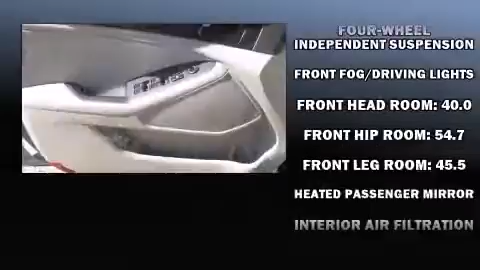 FOUR-WHEEL
INDEPENDENT SUSPENSION
FRONT FOG/DRIVING LIGHTS
FRONT HEAD ROOM: 40.0
FRONT HIP ROOM: 54.7
FRONT LEG ROOM: 45.5
HEATED PASSENGER MIRROR
INTERIOR AIR FILTRATION